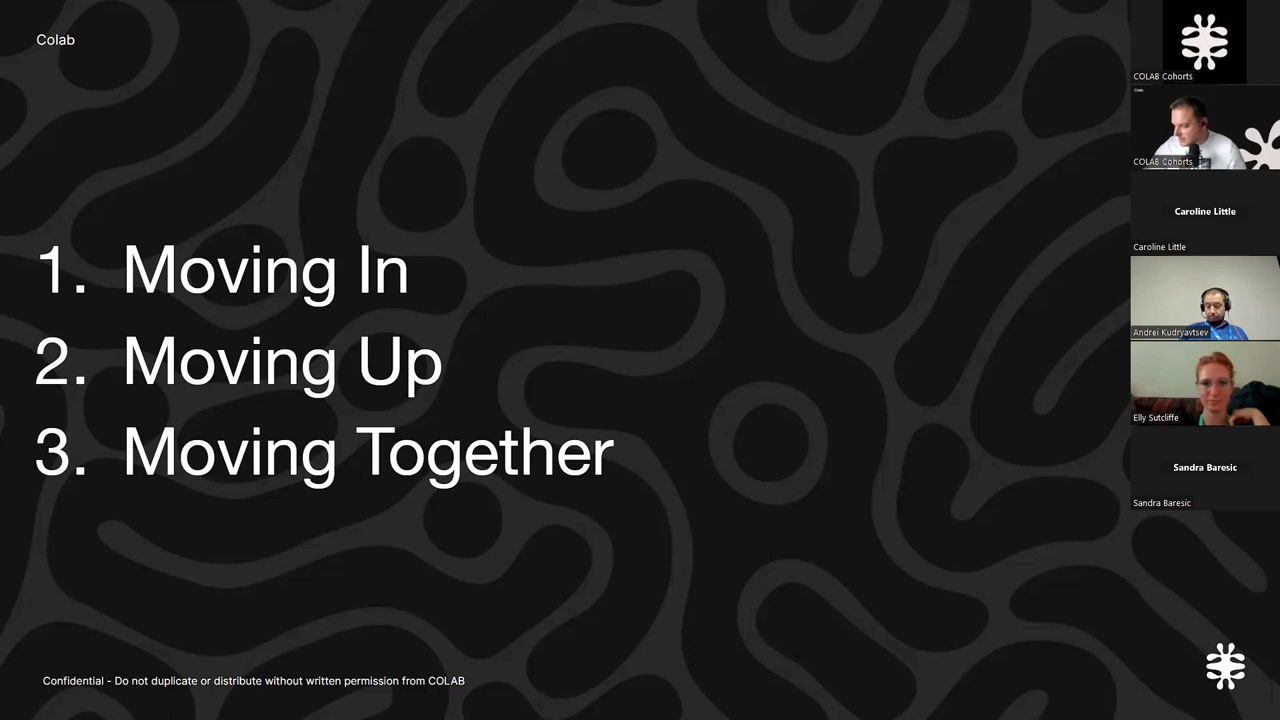 Colab
1. Moving In
2. Moving Up
3. Moving Together
Confidential - Do not duplicate or distribute without written permission from COLAB
COLAB Cohorts
COLAB Cohorts
Caroline Little
Caroline Little
Andrei Kudryavtsev
Elly Sutcliffe
Sandra Baresic
Sandra Baresic